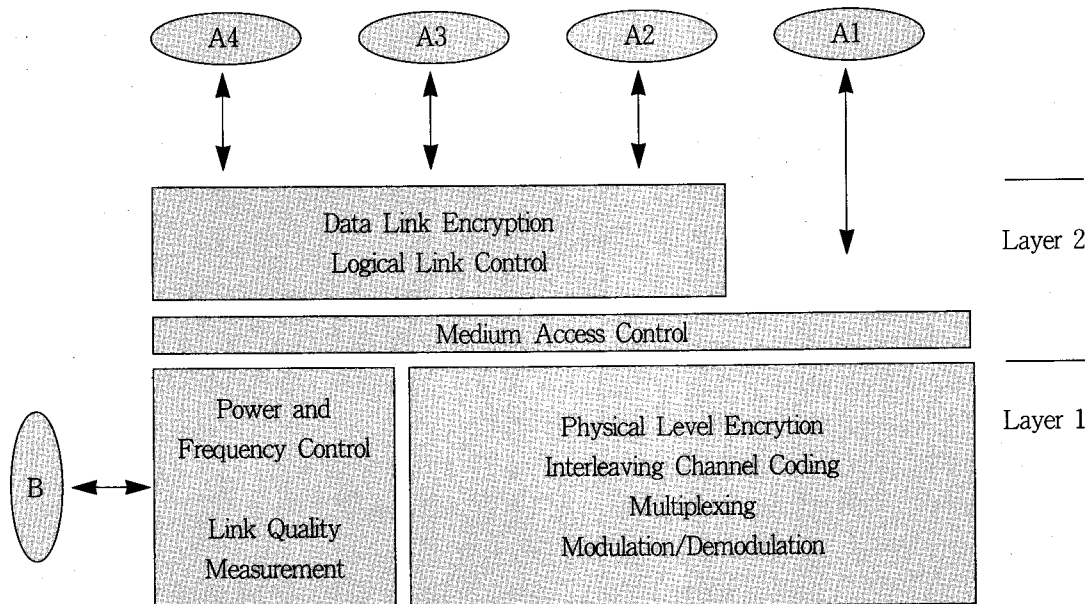 A4 A3 A2 A1
Data Link Encryption
Logical Link Control
Layer 2
Medium Access Control
Power and
Frequency Control
Link Quality
Measurement
Physical Level Encrytion
Interleaving Channel Coding
Multiplexing
Modulation/Demodulation
Layer 1
B